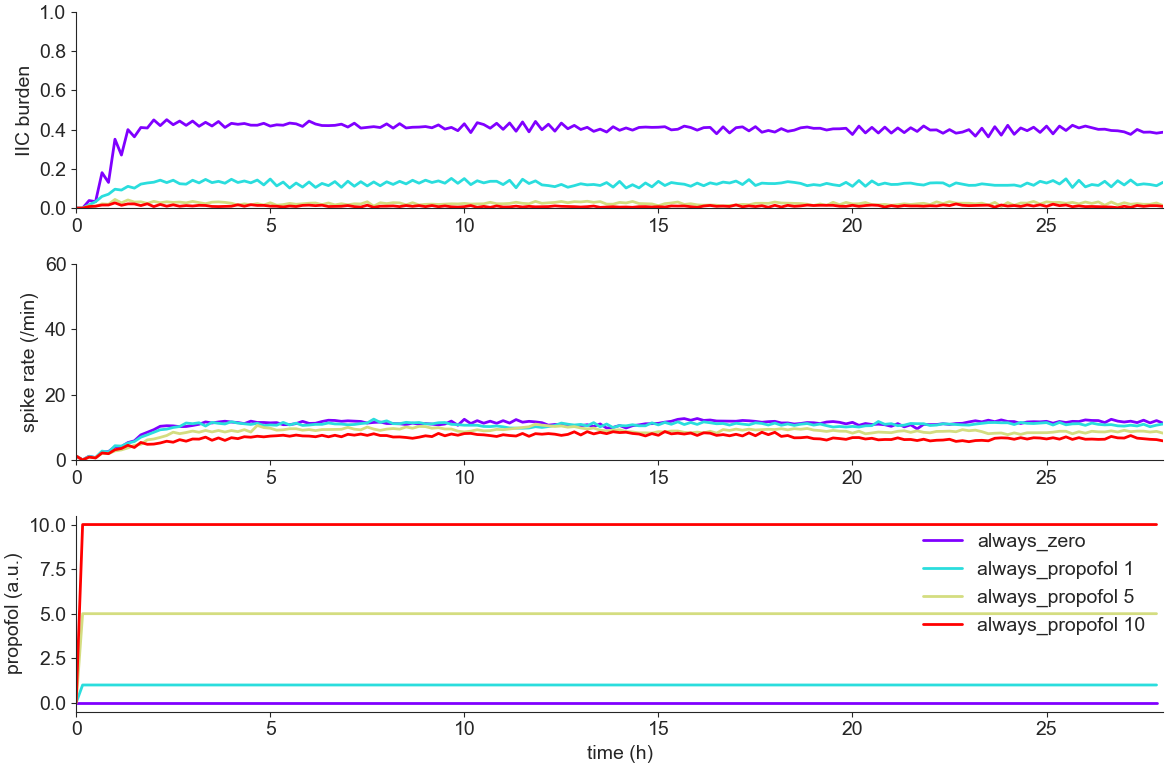 1.0
0.8
0.6
0.4
0.2
0.0
IIC burden
0 5 10 15 20 25
60
40
20
0
spike rate (/min)
0 5 10 15 20 25
10.0
7.5
5.0
2.5
0.0
propofol (a.u.)
always_zero
always_propofol 1
always_propofol 5
always_propofol 10
0 5 10 15 20 25
time (h)